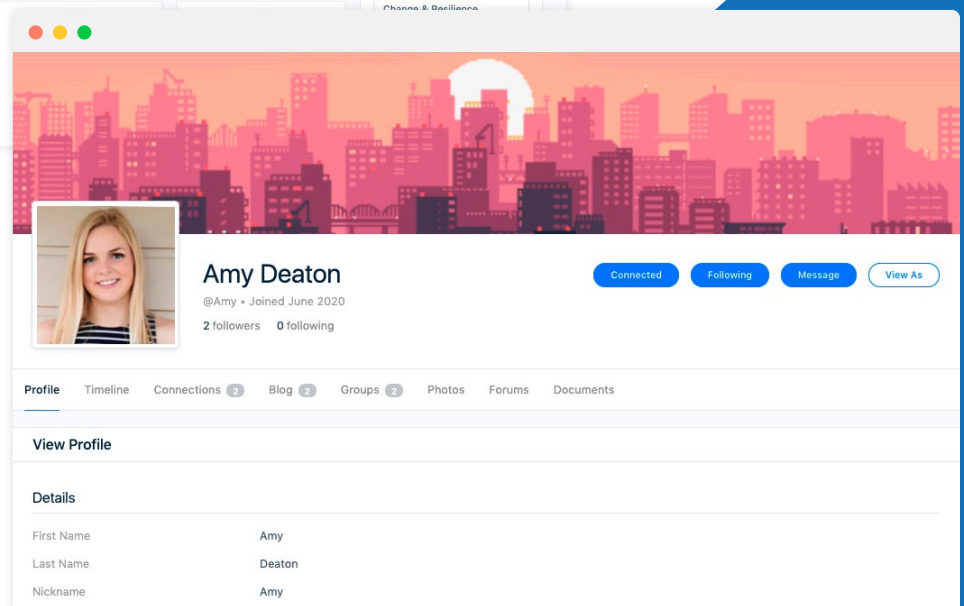 Change & Resilience
Amy Deaton
Connected Following Message View As
@Amy • Joined June 2020
2 followers 0 following
Profile Timeline Connections 2 Blog 2 Groups 2 Photos Forums Documents
View Profile
Details
First Name Amy
Last Name Deaton
Nickname Amy